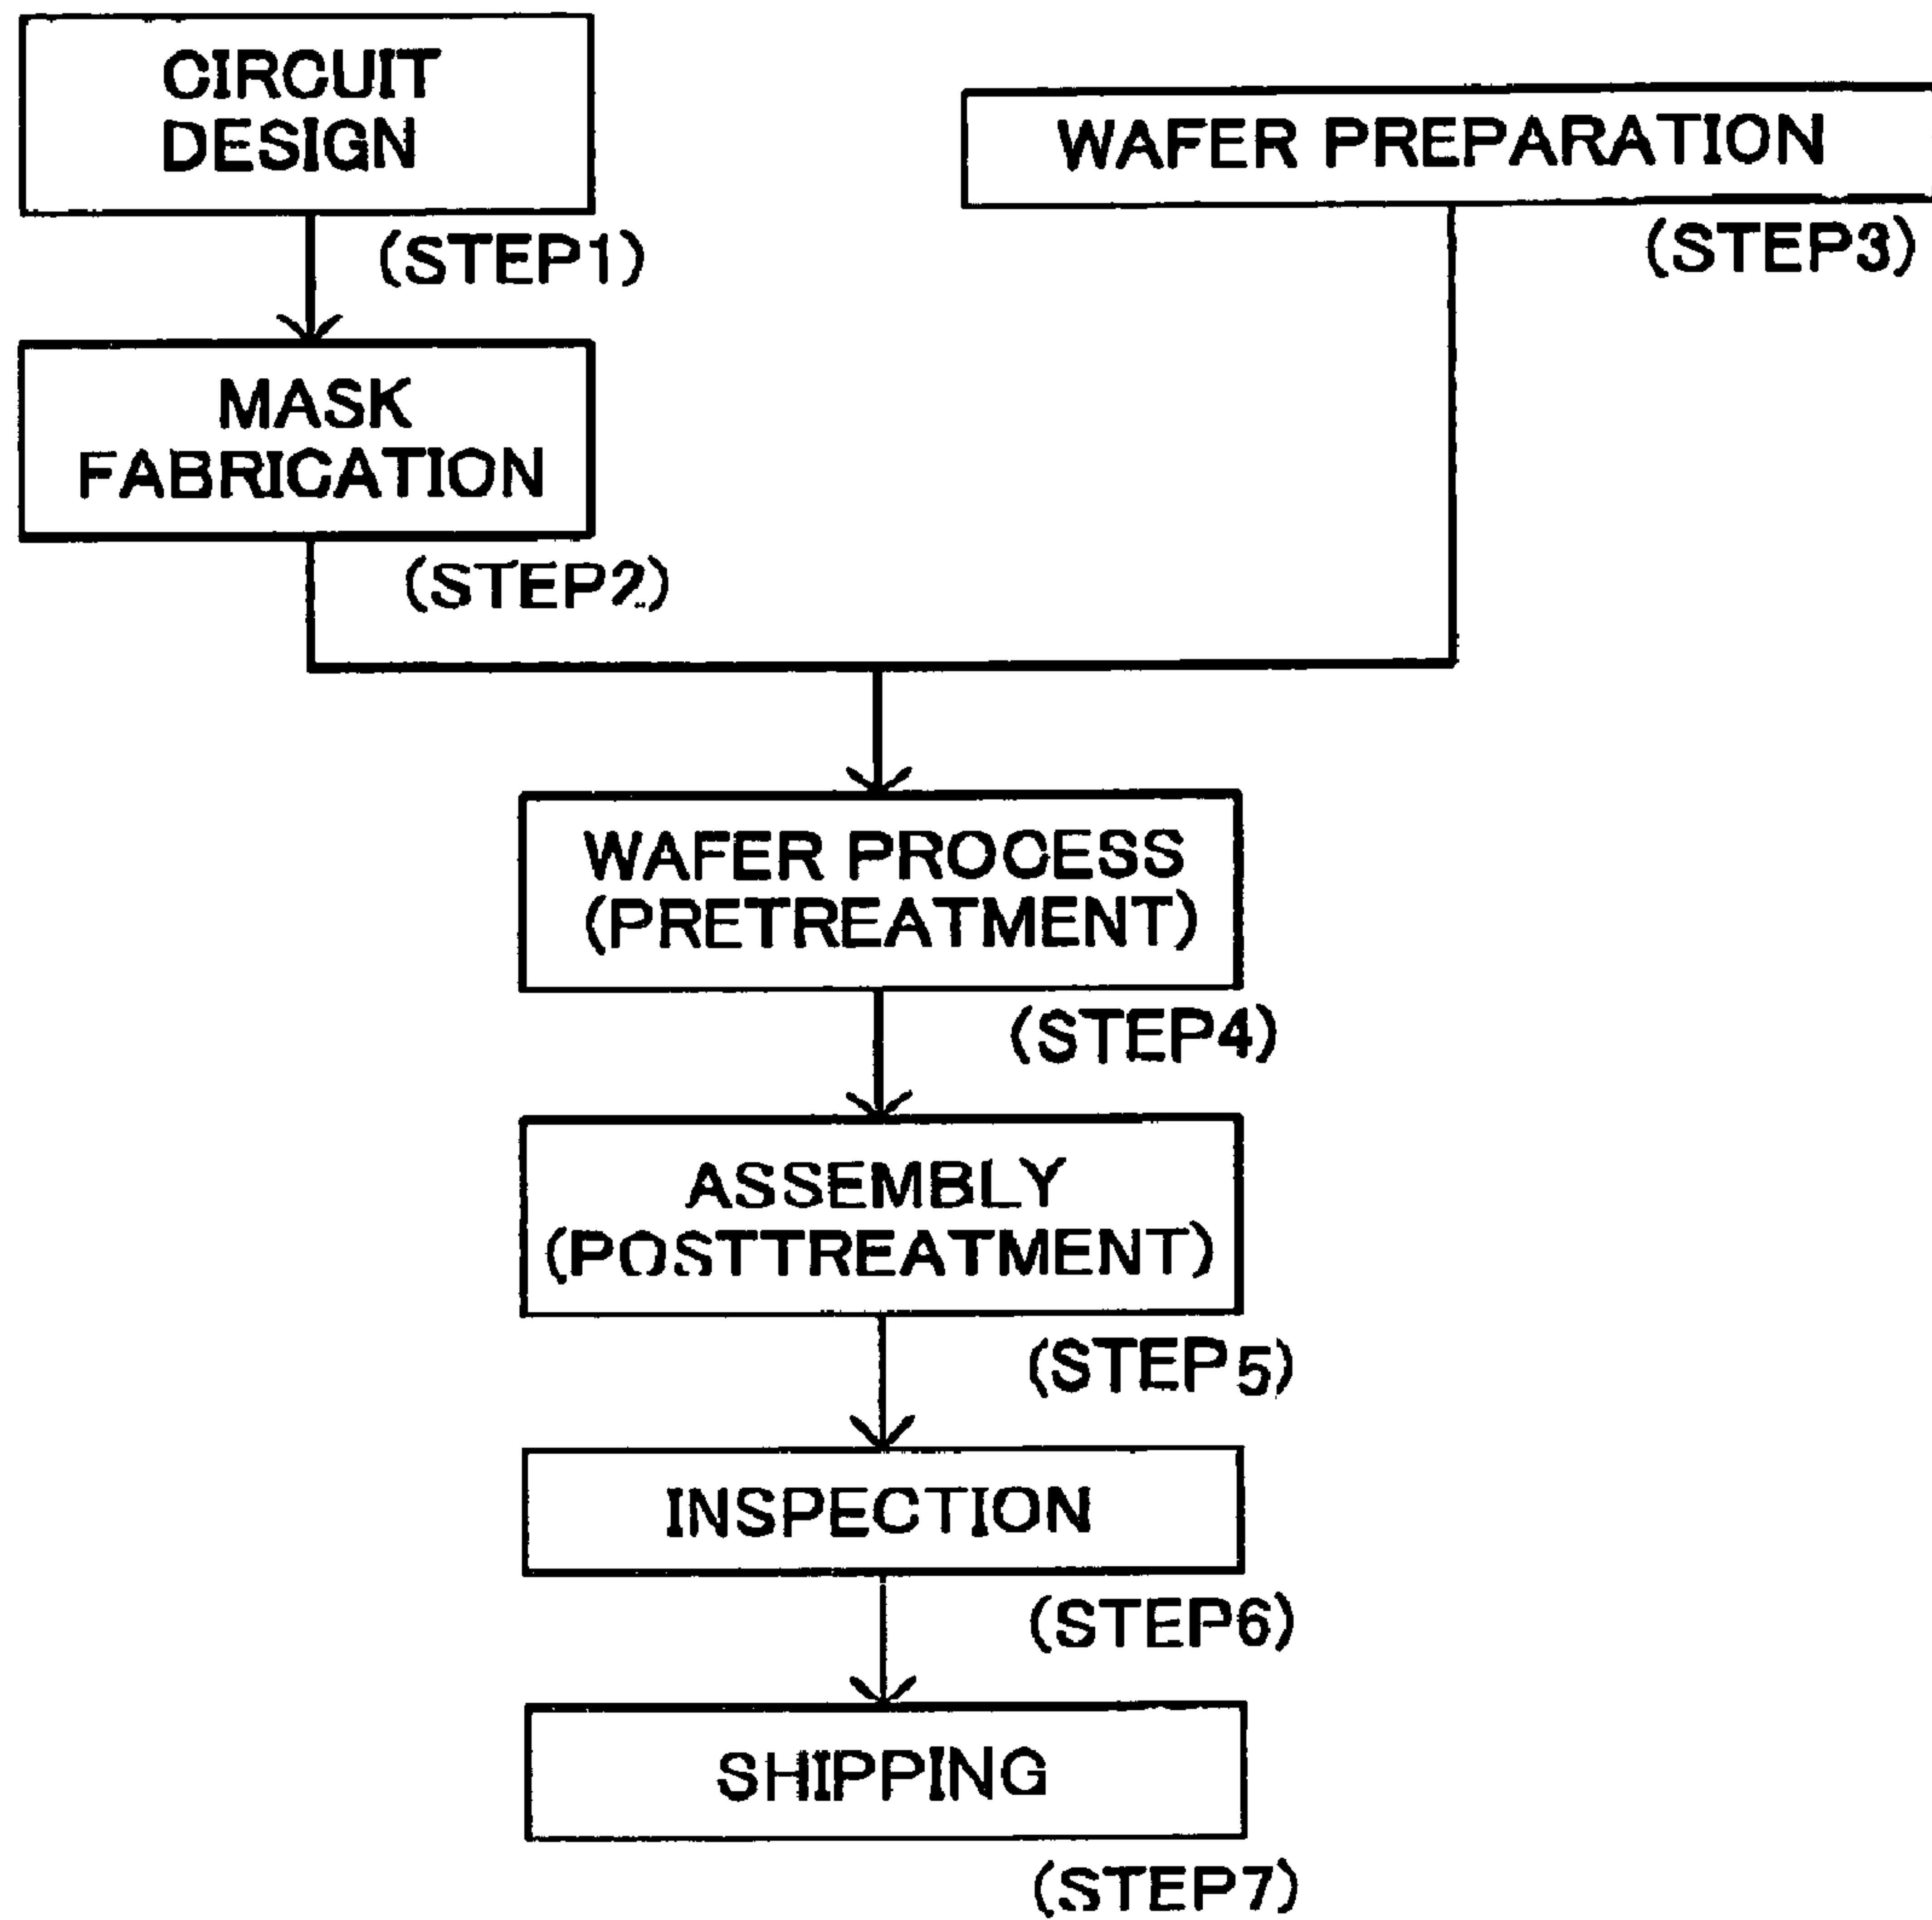 CIRCUIT
DESIGN
(STEP1)
WAFER PREPARATION
(STEP3)
MASK
FABRICATION
(STEP2)
WAFER PROCESS
(PRETREATMENT)
(STEP4)
ASSEMBLY
(POSTTREATMENT)
(STEP5)
INSPECTION
(STEP6)
SHIPPING
(STEP7)